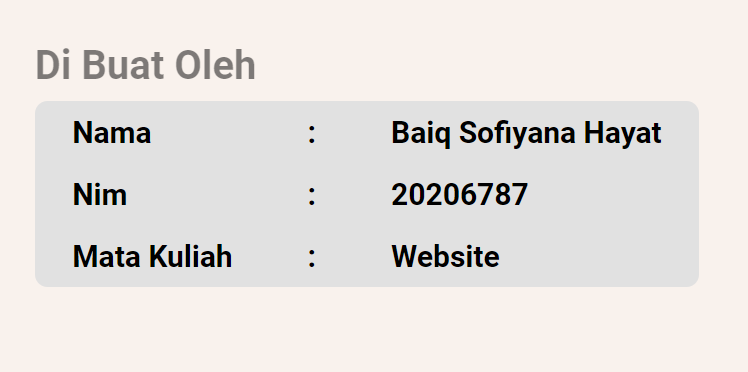 Di Buat Oleh
Nama : Baiq Sofiyana Hayat
Nim : 20206787
Mata Kuliah : Website